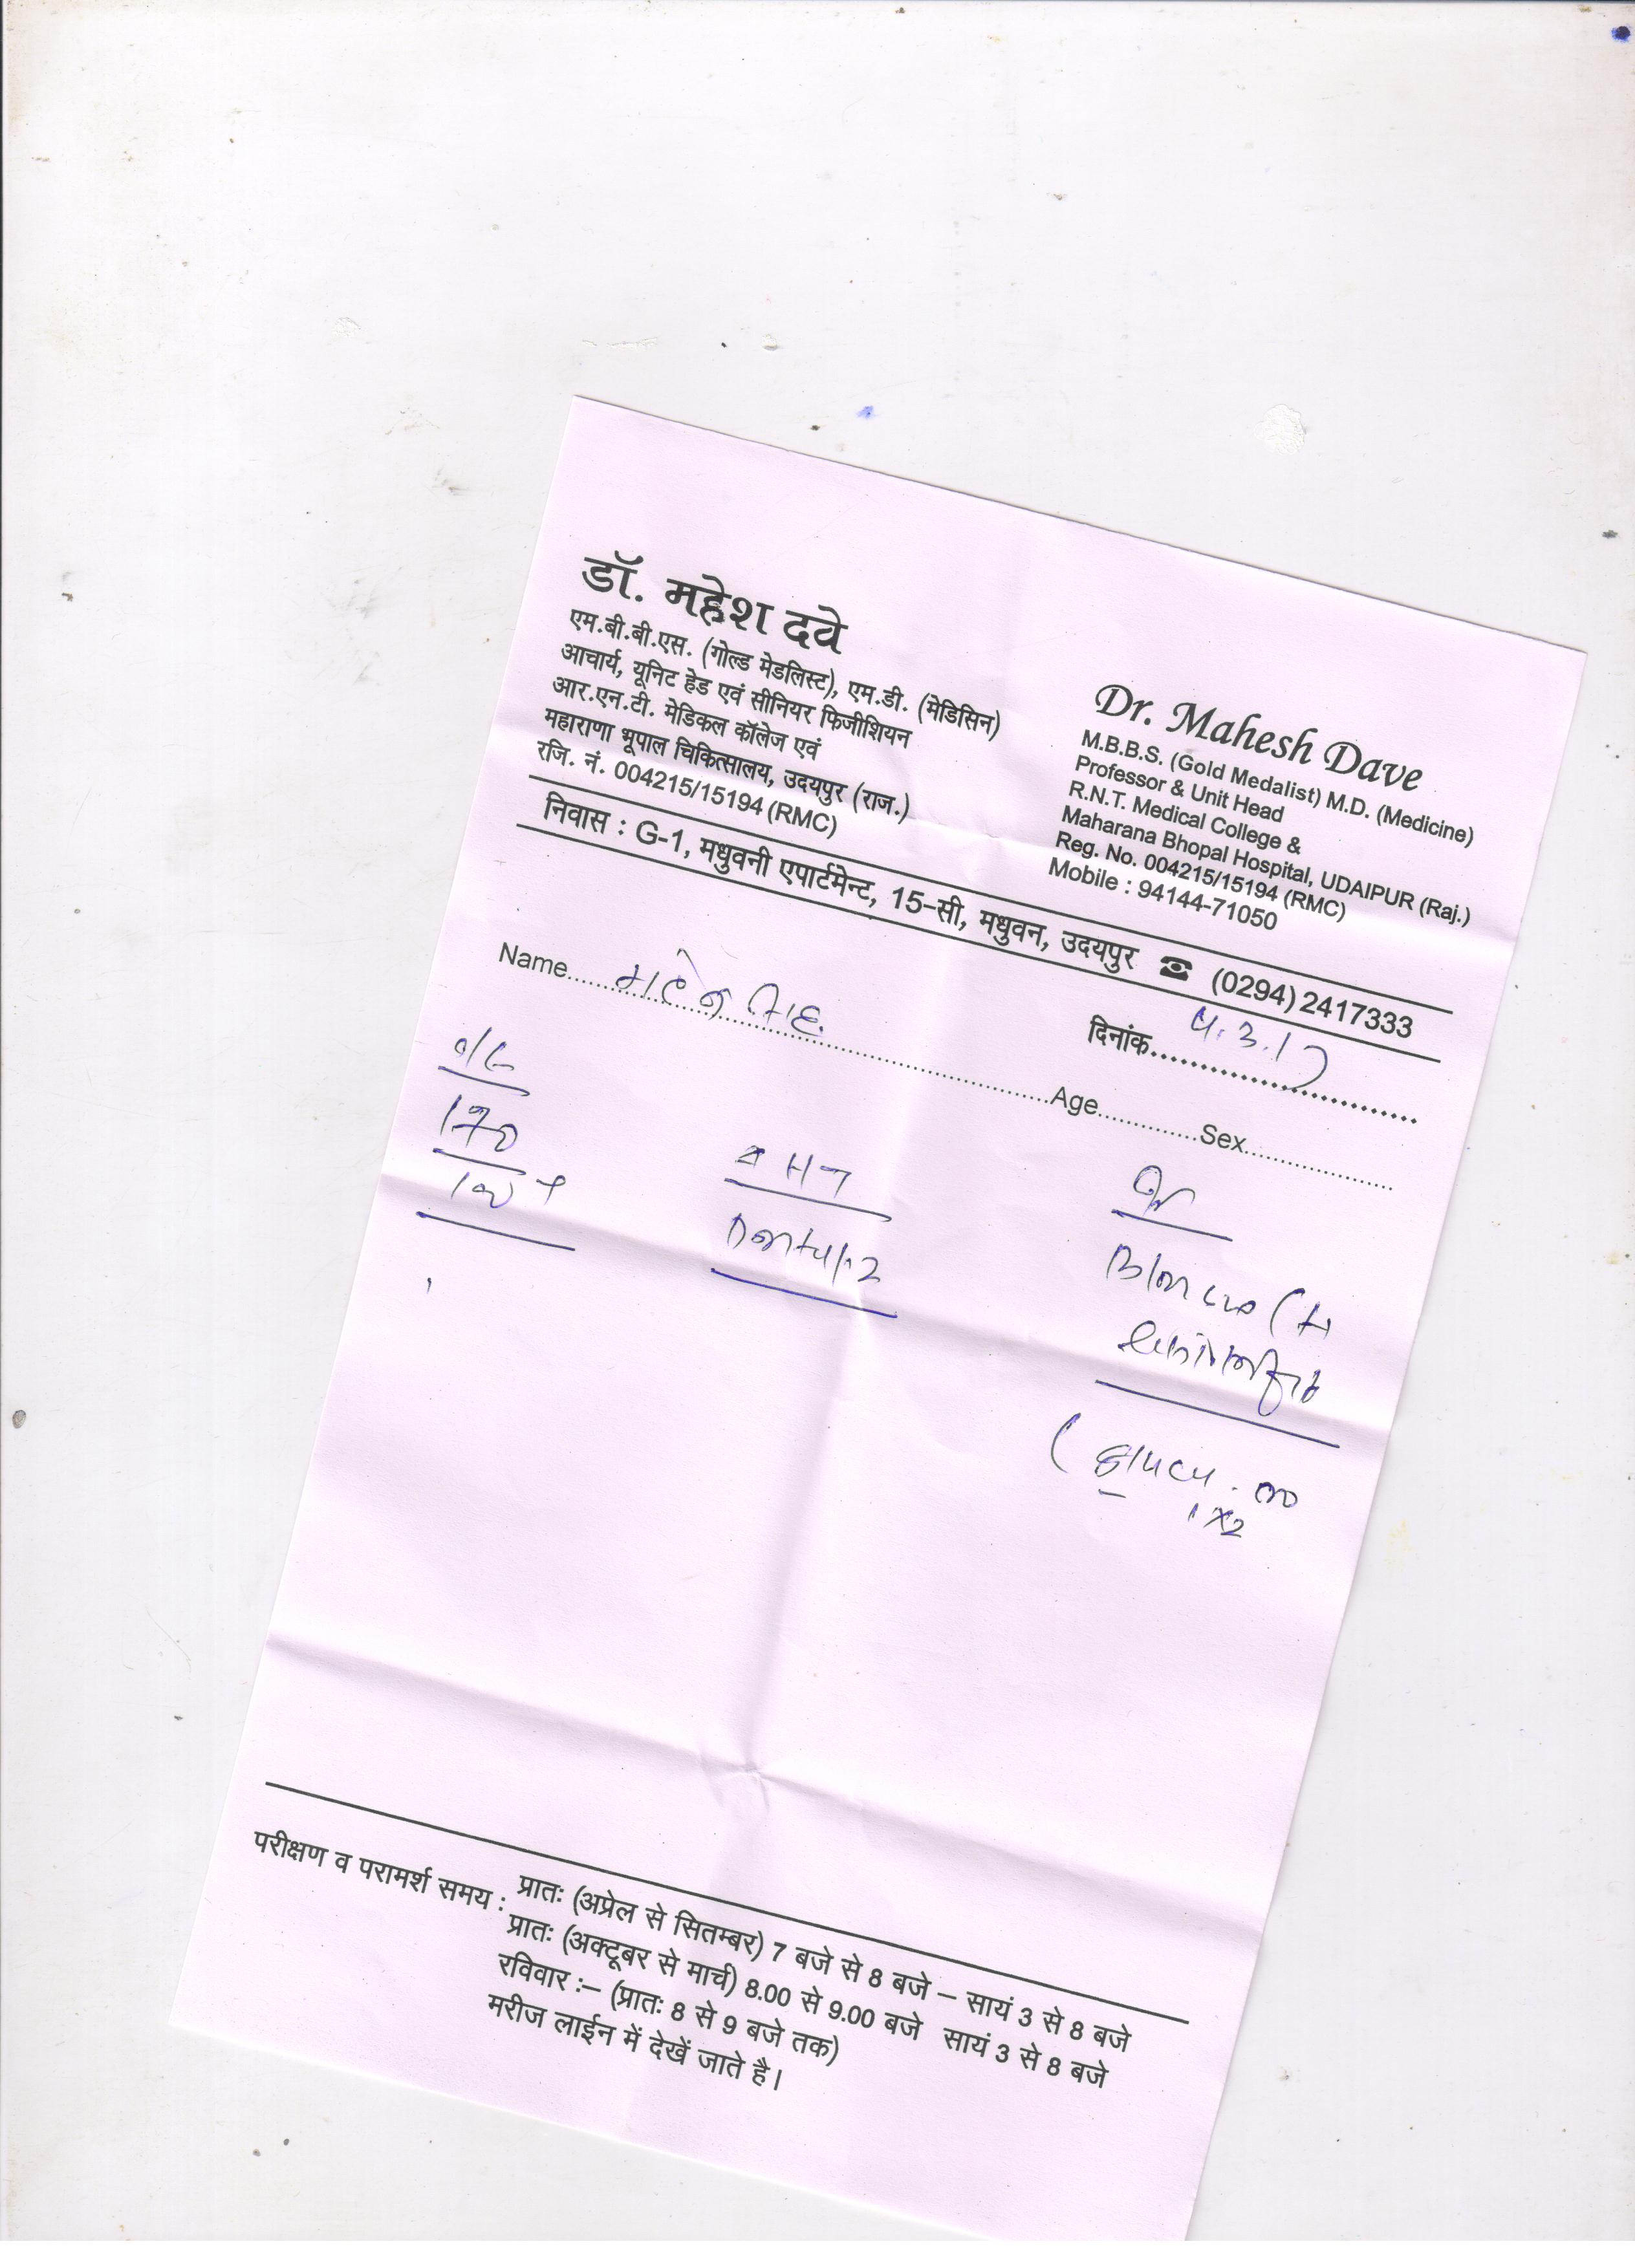 डॉ. महेश दवे
एम.बी.बी.एस. (गोल्ड मेडलिस्ट), एम.डी. (मेडिसिन)
आचार्य, यूनिट हेड एवं सीनियर फिजीशियन
आर.एन.टी. मेडिकल कॉलेज एवं
महाराणा भूपाल चिकित्सालय, उदयपुर (राज.)
रजि. नं. 004215/15194 (RMC)
Dr. Mahesh Dave
M.B.B.S. (Gold Medalist) M.D. (Medicine)
Professor & Unit Head
R.N.T. Medical College &
Maharana Bhopal Hospital, UDAIPUR (Raj.)
Reg. No. 004215/15194 (RMC)
Mobile : 94144-71050
निवास : G-1, मधुवनी एपार्टमेन्ट, 15-सी, मधुवन, उदयपुर ☎ (0294) 2417333
दिनांक
Name Age Sex
170
HT
1x2
परीक्षण व परामर्श समय : प्रातः (अप्रेल से सितम्बर) 7 बजे से 8 बजे – सायं 3 से 8 बजे
प्रातः (अक्टूबर से मार्च) 8.00 से 9.00 बजे सायं 3 से 8 बजे
रविवार :– (प्रातः 8 से 9 बजे तक)
मरीज लाईन में देखें जाते है।